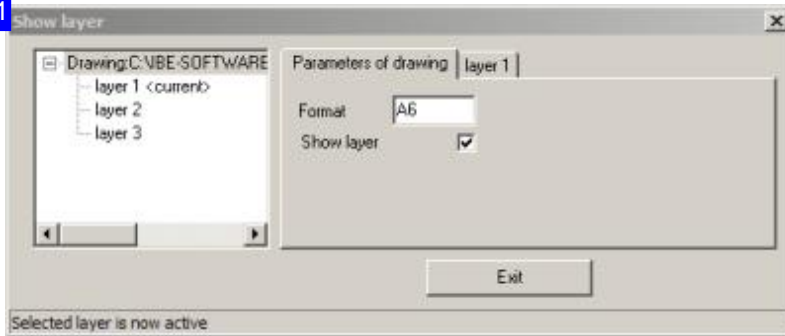 1
Show layer
Drawing:C:\IBE-SOFTWARE
layer 1 <current>
layer 2
layer 3
Parameters of drawing
layer 1
Format
A6
Show layer
Exit
Selected layer is now active